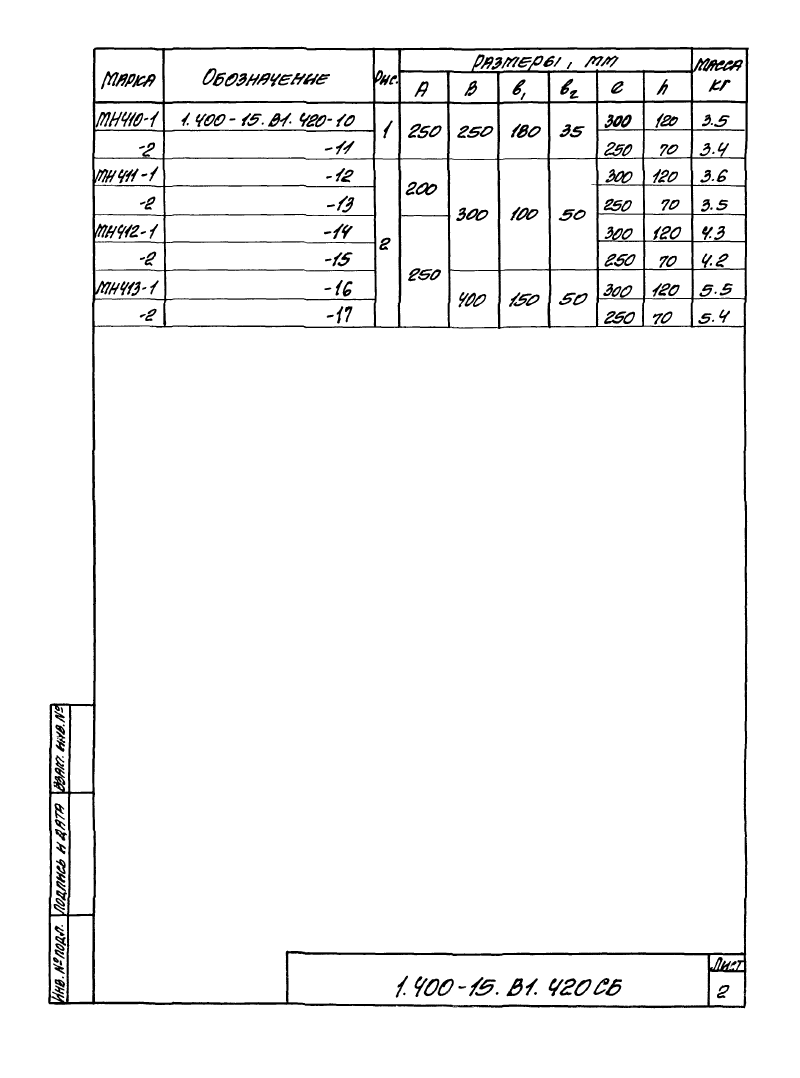 Марка Обозначение Рис. Размеры, мм Масса кг
А В в₁ в₂ е h
МН410-1 1.400-15.В1.420-10 1 250 250 180 35 300 120 3.5
-2 -11 250 70 3.4
МН411-1 -12 2 200 300 100 50 300 120 3.6
-2 -13 250 70 3.5
МН412-1 -14 250 300 120 4.3
-2 -15 250 70 4.2
МН413-1 -16 400 150 50 300 120 5.5
-2 -17 250 70 5.4
Взам. инв. №
Подпись и дата
Инв. № подл.
1.400-15.В1.420СБ
Лист
2